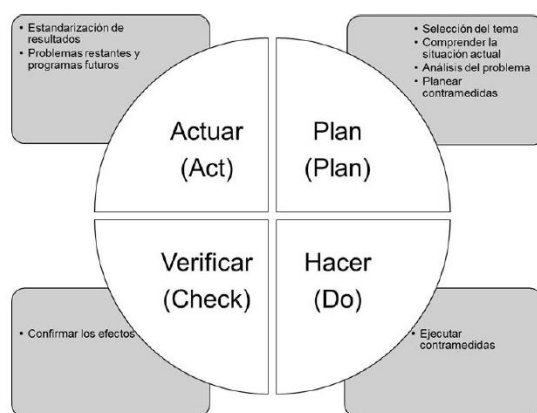 • Estandarización de
resultados
• Problemas restantes y
programas futuros
• Selección del tema
• Comprender la
situación actual
• Análisis del problema
• Planear
contramedidas
Actuar
(Act)
Plan
(Plan)
Verificar
(Check)
Hacer
(Do)
• Confirmar los efectos
• Ejecutar
contramedidas